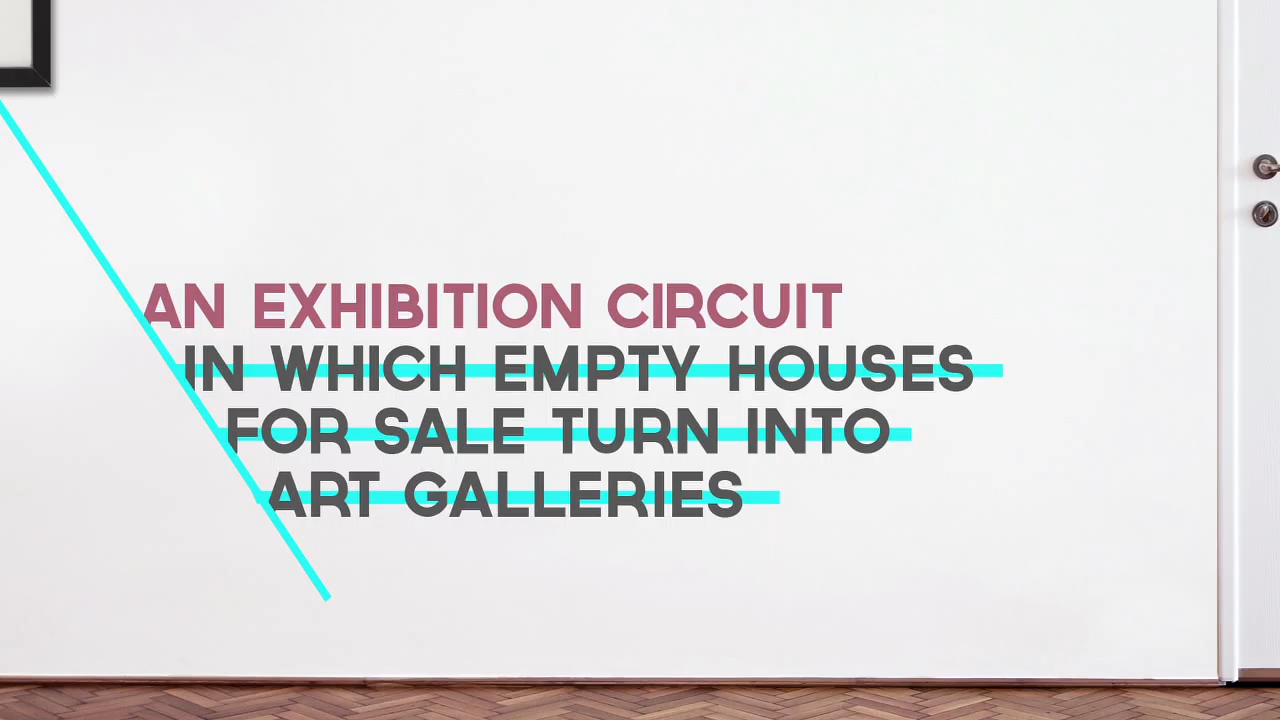 AN EXHIBITION CIRCUIT
IN WHICH EMPTY HOUSES
FOR SALE TURN INTO
ART GALLERIES